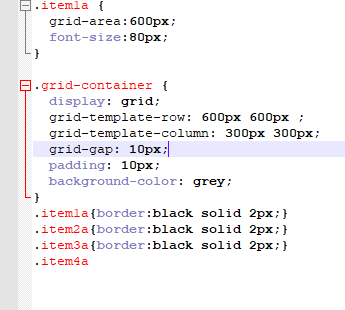 .item1a {
grid-area:600px;
font-size:80px;
}
.grid-container {
display: grid;
grid-template-row: 600px 600px ;
grid-template-column: 300px 300px;
grid-gap: 10px;
padding: 10px;
background-color: grey;
}
.item1a{border:black solid 2px;}
.item2a{border:black solid 2px;}
.item3a{border:black solid 2px;}
.item4a